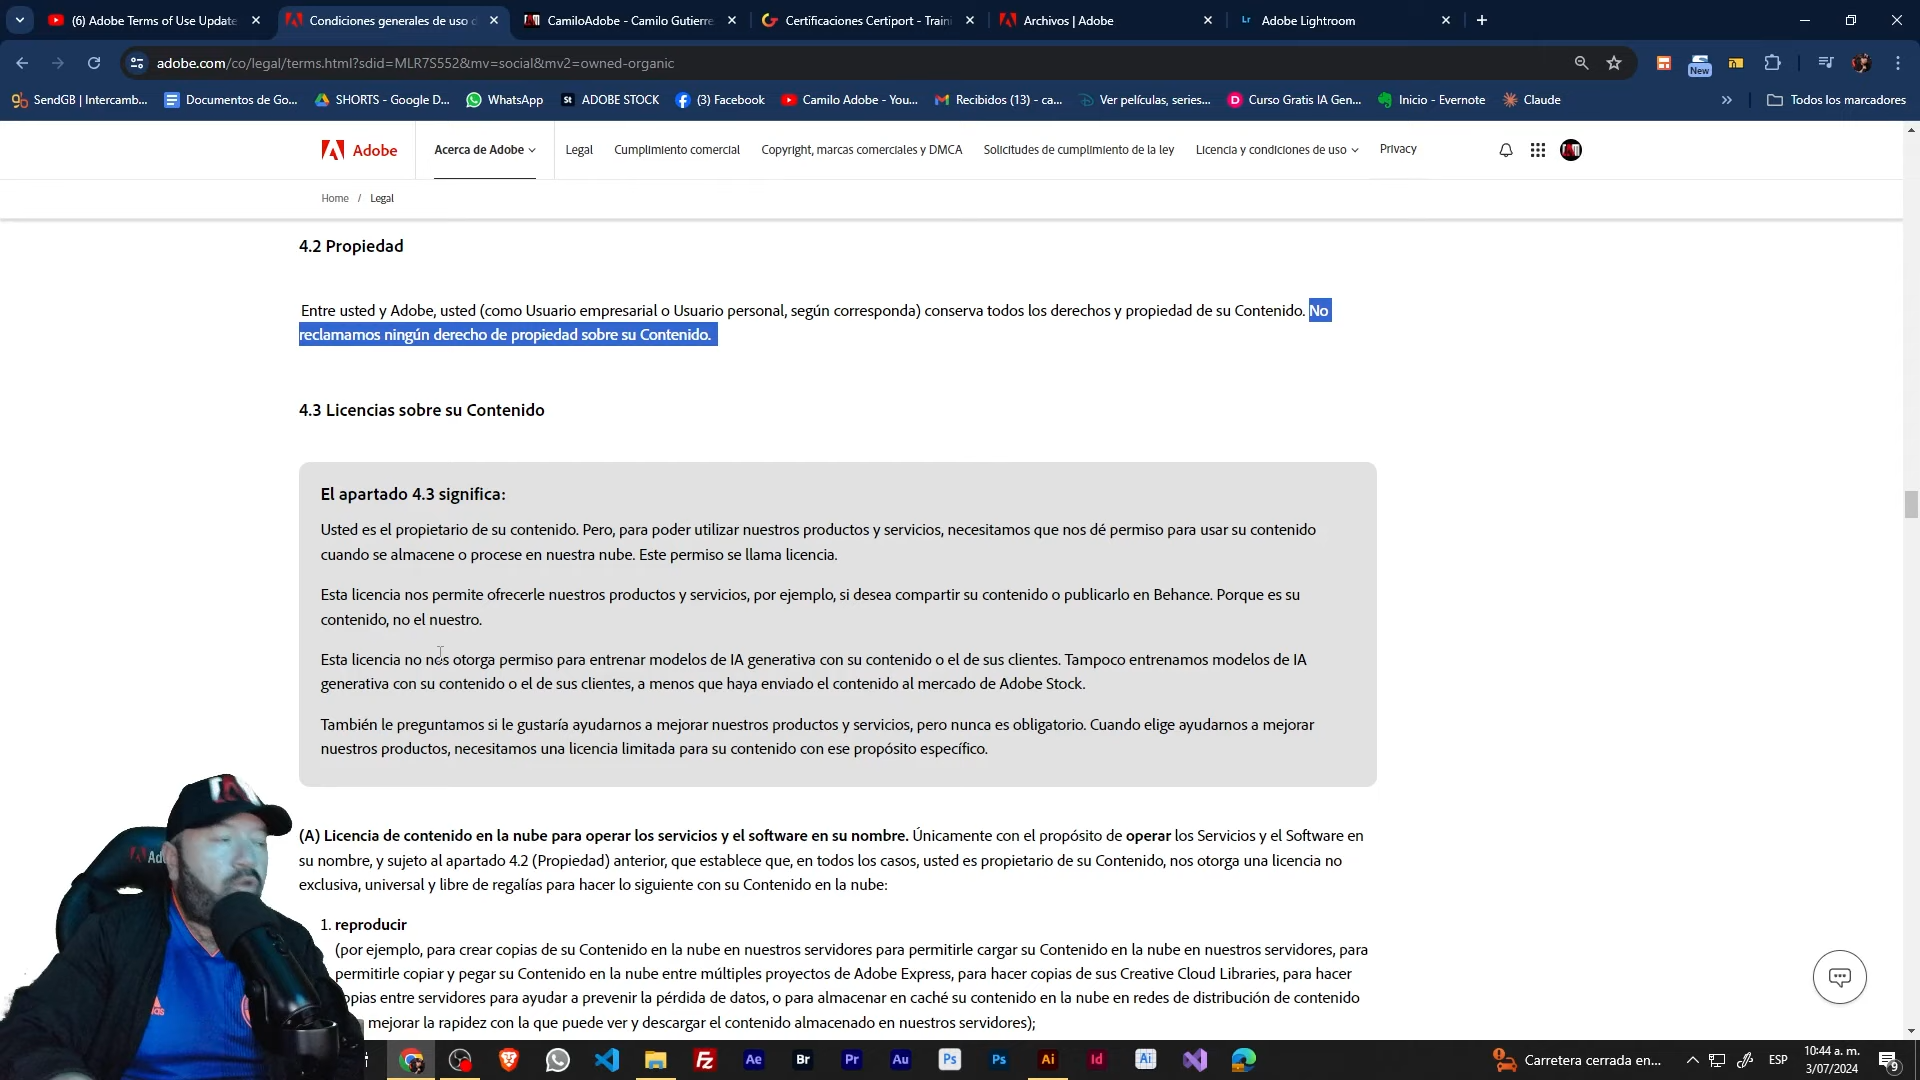 (6) Adobe Terms of Use Update
Condiciones generales de uso d
CamiloAdobe - Camilo Gutierre
Certificaciones Certiport - Traini
Archivos | Adobe
Lr Adobe Lightroom
adobe.com/co/legal/terms.html?sdid=MLR7S552&mv=social&mv2=owned-organic
New
SendGB | Intercamb...
Documentos de Go...
SHORTS - Google D...
WhatsApp
St ADOBE STOCK
(3) Facebook
Camilo Adobe - You...
Recibidos (13) - ca...
Ver películas, series...
D Curso Gratis IA Gen...
Inicio - Evernote
Claude
Todos los marcadores
Adobe
Acerca de Adobe
Legal
Cumplimiento comercial
Copyright, marcas comerciales y DMCA
Solicitudes de cumplimiento de la ley
Licencia y condiciones de uso
Privacy
Home / Legal
4.2 Propiedad
Entre usted y Adobe, usted (como Usuario empresarial o Usuario personal, según corresponda) conserva todos los derechos y propiedad de su Contenido. No
reclamamos ningún derecho de propiedad sobre su Contenido.
4.3 Licencias sobre su Contenido
El apartado 4.3 significa:
Usted es el propietario de su contenido. Pero, para poder utilizar nuestros productos y servicios, necesitamos que nos dé permiso para usar su contenido
cuando se almacene o procese en nuestra nube. Este permiso se llama licencia.
Esta licencia nos permite ofrecerle nuestros productos y servicios, por ejemplo, si desea compartir su contenido o publicarlo en Behance. Porque es su
contenido, no el nuestro.
Esta licencia no nos otorga permiso para entrenar modelos de IA generativa con su contenido o el de sus clientes. Tampoco entrenamos modelos de IA
generativa con su contenido o el de sus clientes, a menos que haya enviado el contenido al mercado de Adobe Stock.
También le preguntamos si le gustaría ayudarnos a mejorar nuestros productos y servicios, pero nunca es obligatorio. Cuando elige ayudarnos a mejorar
nuestros productos, necesitamos una licencia limitada para su contenido con ese propósito específico.
(A) Licencia de contenido en la nube para operar los servicios y el software en su nombre. Únicamente con el propósito de operar los Servicios y el Software en
su nombre, y sujeto al apartado 4.2 (Propiedad) anterior, que establece que, en todos los casos, usted es propietario de su Contenido, nos otorga una licencia no
exclusiva, universal y libre de regalías para hacer lo siguiente con su Contenido en la nube:
1. reproducir
(por ejemplo, para crear copias de su Contenido en la nube en nuestros servidores para permitirle cargar su Contenido en la nube en nuestros servidores, para
permitirle copiar y pegar su Contenido en la nube entre múltiples proyectos de Adobe Express, para hacer copias de sus Creative Cloud Libraries, para hacer
opias entre servidores para ayudar a prevenir la pérdida de datos, o para almacenar en caché su contenido en la nube en redes de distribución de contenido
mejorar la rapidez con la que puede ver y descargar el contenido almacenado en nuestros servidores);
Fz
Ae
Br
Pr
Au
Ps
Ps
Ai
Id
Ai
Carretera cerrada en...
ESP
10:44 a. m.
3/07/2024
9